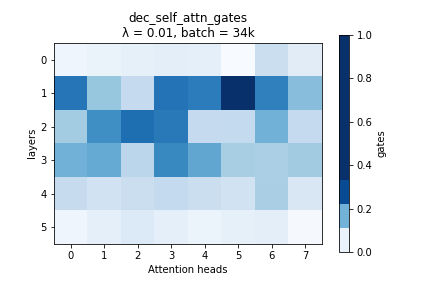 dec_self_attn_gates
λ = 0.01, batch = 34k
layers
0
1
2
3
4
5
0 1 2 3 4 5 6 7
Attention heads
1.0
0.8
0.6
0.4
0.2
0.0
gates